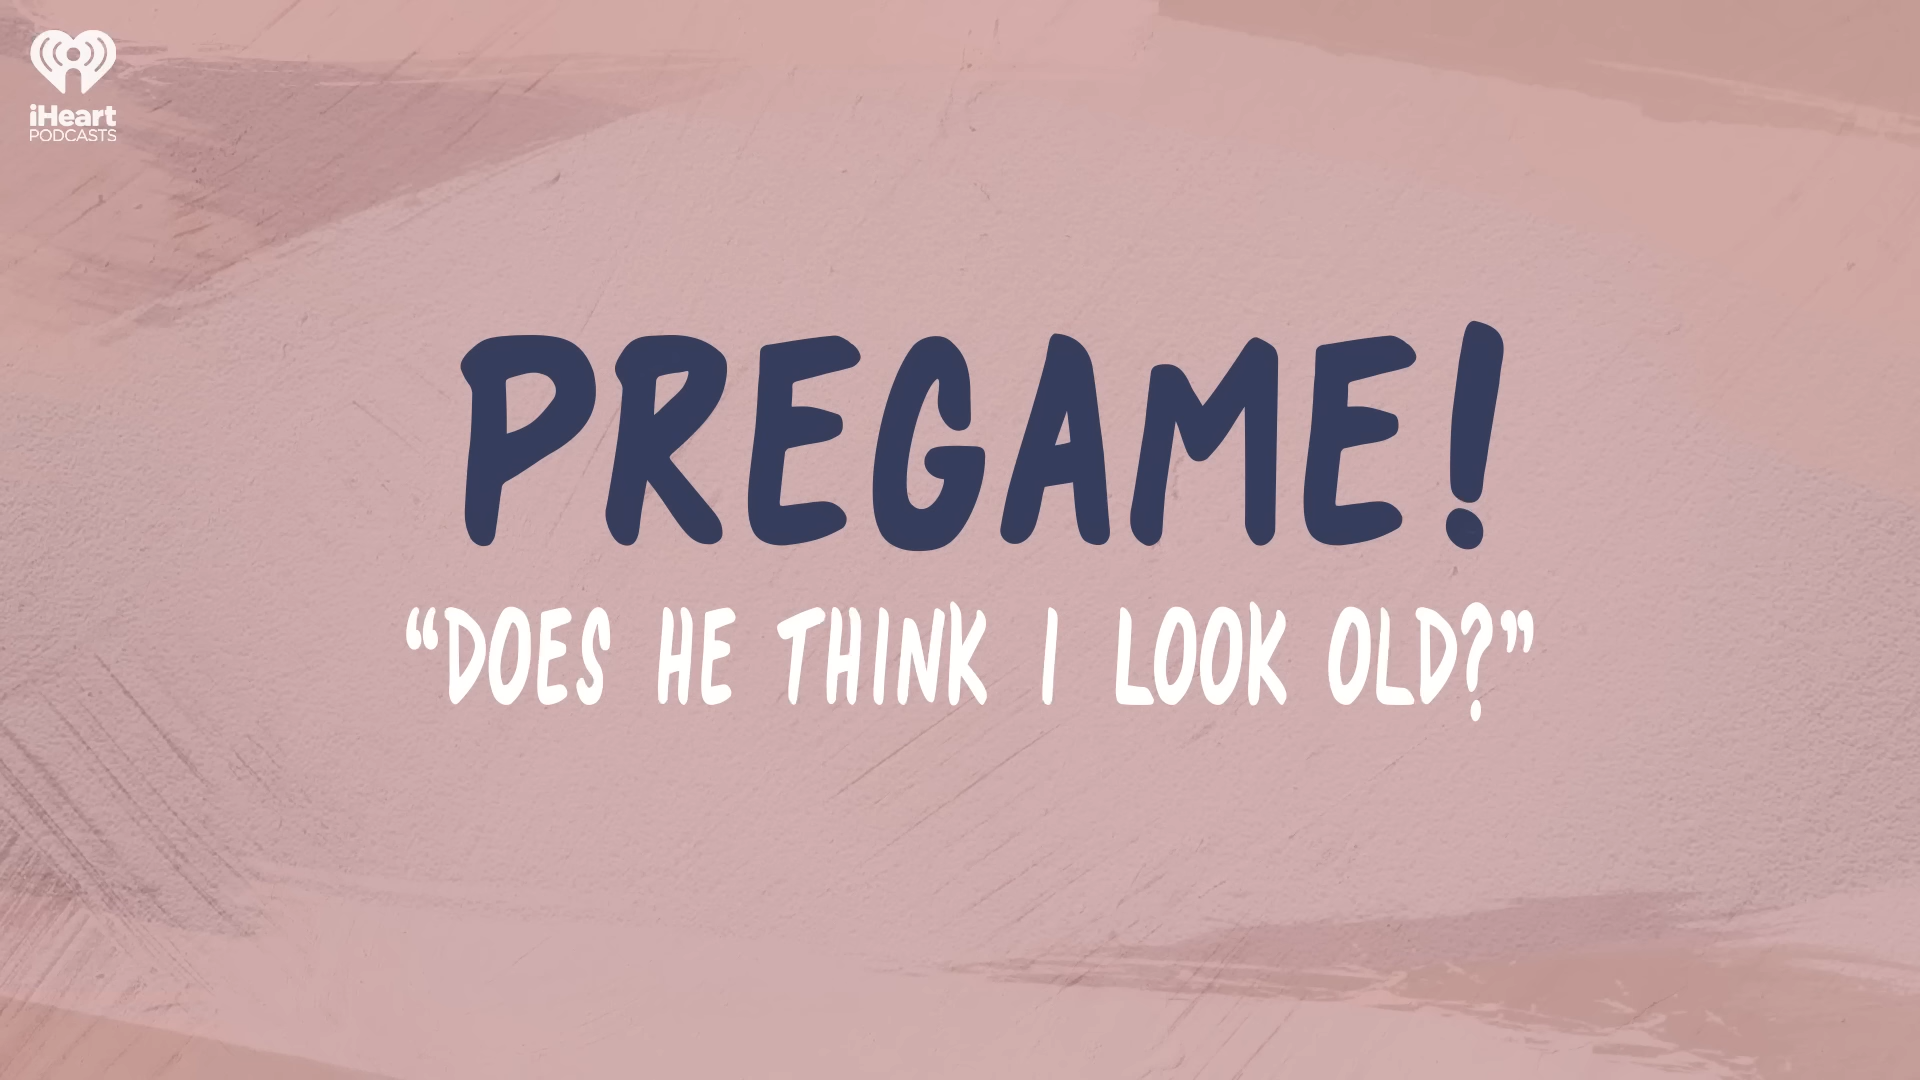 iHeart
PODCASTS
PREGAME!
“DOES HE THINK I LOOK OLD?”